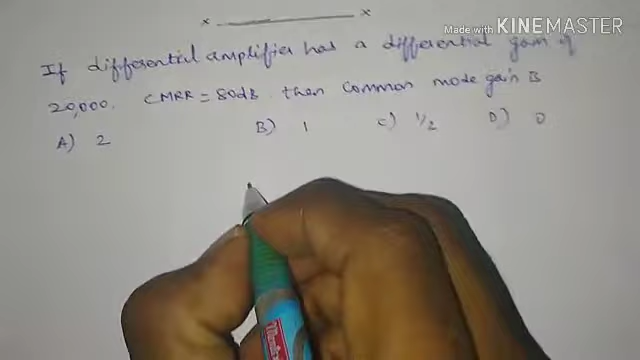 Made with KINEMASTER
x ———— x
If differential amplifier has a differential gain of
20,000. CMRR = 80dB. then Common mode gain is
A) 2 B) 1 C) 1/2 D) 0